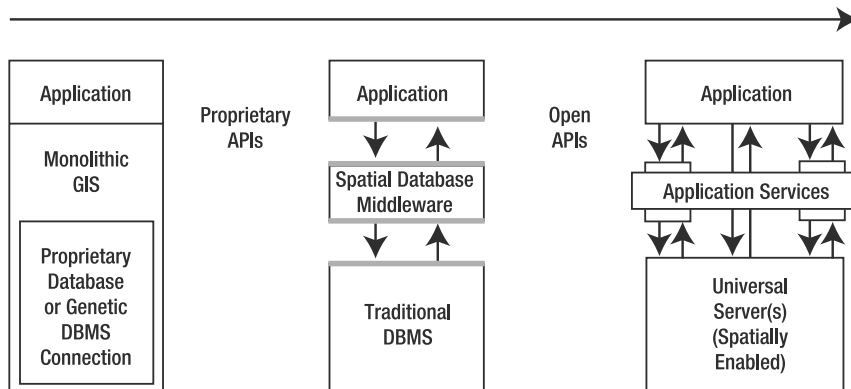 Application
Monolithic
GIS
Proprietary
Database
or Genetic
DBMS
Connection
Proprietary
APIs
Application
Spatial Database
Middleware
Traditional
DBMS
Open
APIs
Application
Application Services
Universal
Server(s)
(Spatially
Enabled)